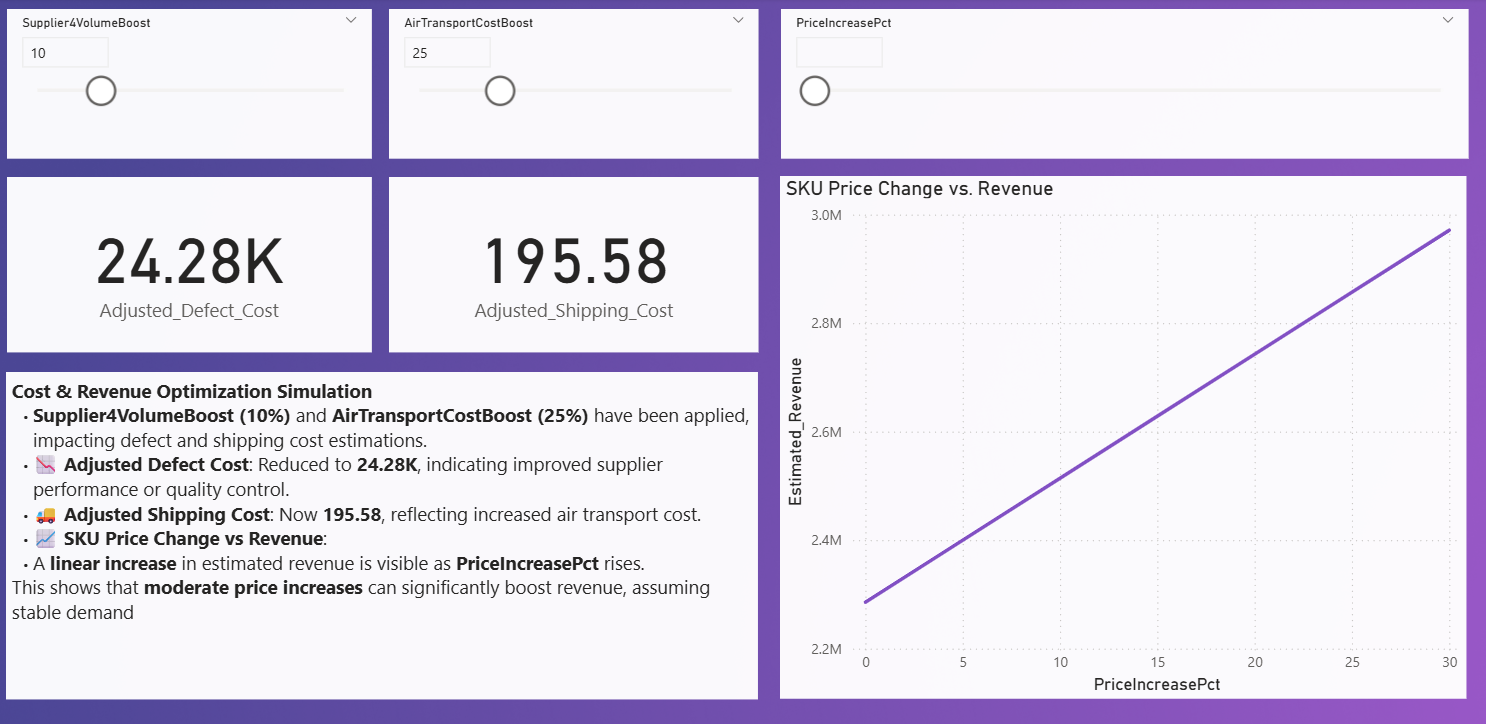 Supplier4VolumeBoost
10
AirTransportCostBoost
25
PriceIncreasePct
24.28K
Adjusted_Defect_Cost
195.58
Adjusted_Shipping_Cost
Cost & Revenue Optimization Simulation
• Supplier4VolumeBoost (10%) and AirTransportCostBoost (25%) have been applied,
impacting defect and shipping cost estimations.
• 📉 Adjusted Defect Cost: Reduced to 24.28K, indicating improved supplier
performance or quality control.
• 🚚 Adjusted Shipping Cost: Now 195.58, reflecting increased air transport cost.
• 📈 SKU Price Change vs Revenue:
• A linear increase in estimated revenue is visible as PriceIncreasePct rises.
This shows that moderate price increases can significantly boost revenue, assuming
stable demand
SKU Price Change vs. Revenue
3.0M
2.8M
2.6M
2.4M
2.2M
Estimated_Revenue
0 5 10 15 20 25 30
PriceIncreasePct